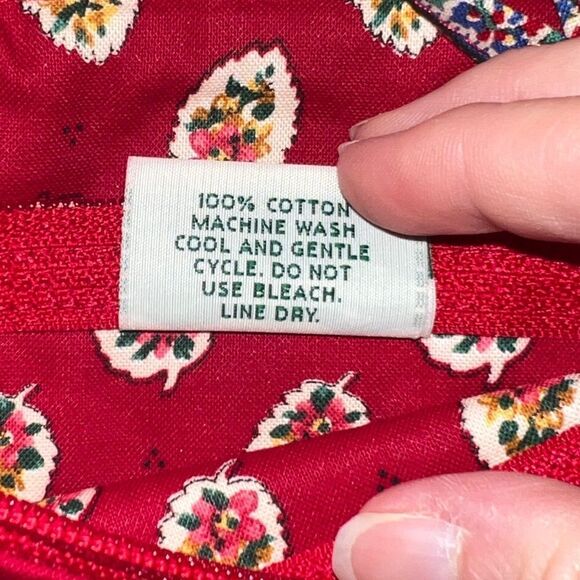 100% COTTON
MACHINE WASH
COOL AND GENTLE
CYCLE. DO NOT
USE BLEACH.
LINE DRY.